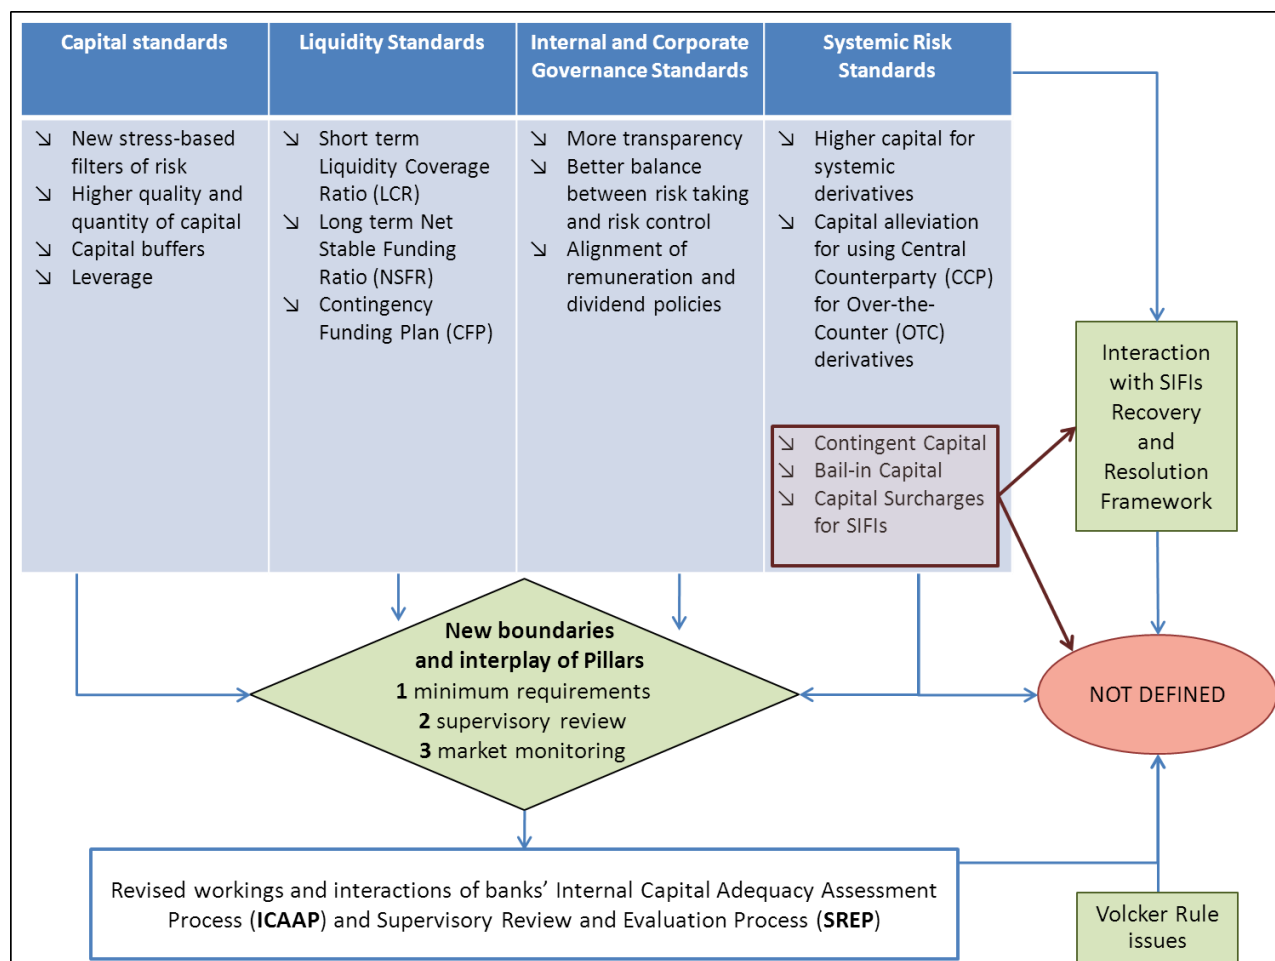 Capital standards
Liquidity Standards
Internal and Corporate
Governance Standards
Systemic Risk
Standards
↘ New stress-based
filters of risk
↘ Higher quality and
quantity of capital
↘ Capital buffers
↘ Leverage
↘ Short term
Liquidity Coverage
Ratio (LCR)
↘ Long term Net
Stable Funding
Ratio (NSFR)
↘ Contingency
Funding Plan (CFP)
↘ More transparency
↘ Better balance
between risk taking
and risk control
↘ Alignment of
remuneration and
dividend policies
↘ Higher capital for
systemic
derivatives
↘ Capital alleviation
for using Central
Counterparty (CCP)
for Over-the-
Counter (OTC)
derivatives
↘ Contingent Capital
↘ Bail-in Capital
↘ Capital Surcharges
for SIFIs
Interaction
with SIFIs
Recovery
and
Resolution
Framework
New boundaries
and interplay of Pillars
1 minimum requirements
2 supervisory review
3 market monitoring
NOT DEFINED
Revised workings and interactions of banks’ Internal Capital Adequacy Assessment
Process (ICAAP) and Supervisory Review and Evaluation Process (SREP)
Volcker Rule
issues